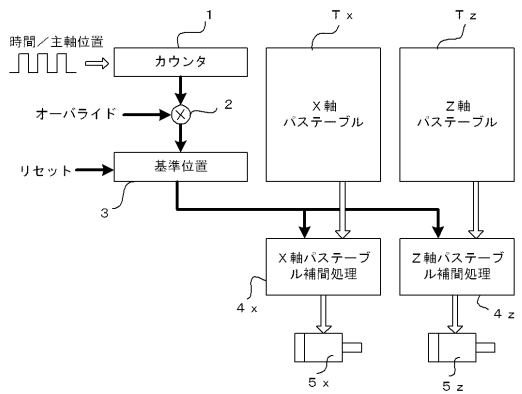 1
時間／主軸位置
カウンタ
オーバライド
×
2
リセット
基準位置
3
Ｔｘ
Ｘ軸
パステーブル
Ｔｚ
Ｚ軸
パステーブル
Ｘ軸パステーブ
ル補間処理
４ｘ
Ｚ軸パステーブ
ル補間処理
４ｚ
５ｘ
５ｚ